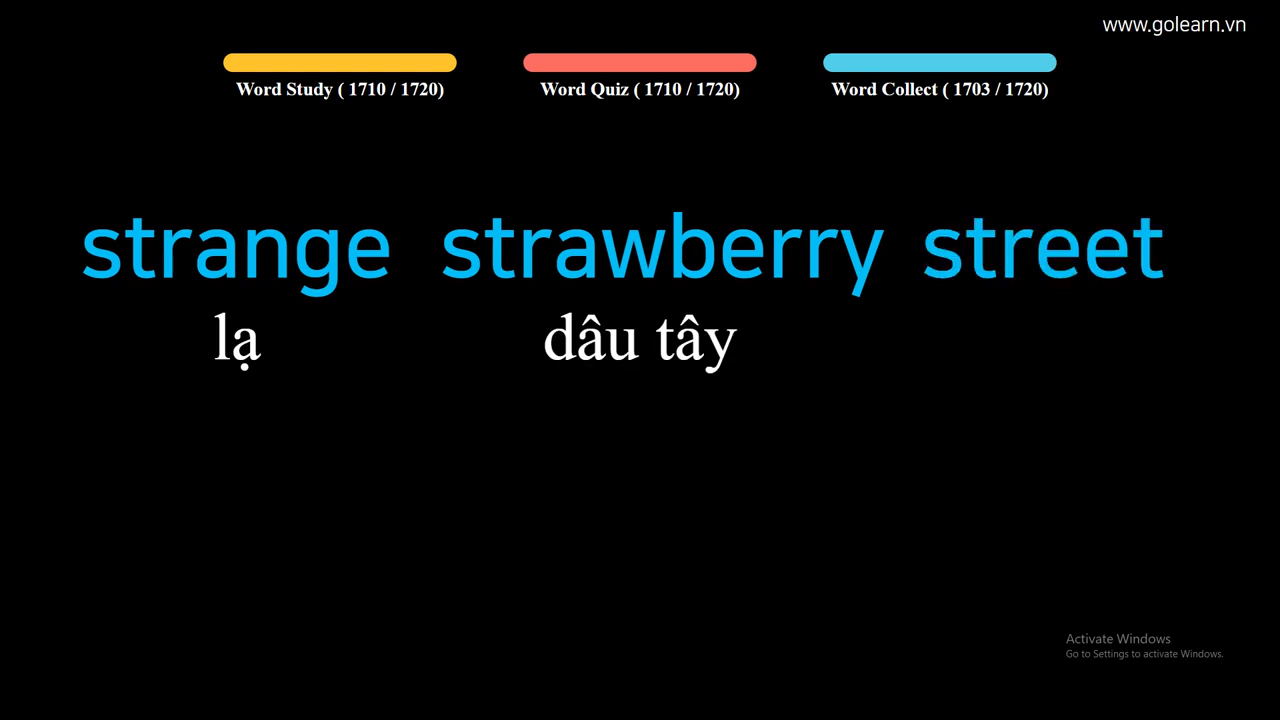 www.golearn.vn
Word Study ( 1710 / 1720) Word Quiz ( 1710 / 1720) Word Collect ( 1703 / 1720)
strange strawberry street
lạ dâu tây
Activate Windows
Go to Settings to activate Windows.